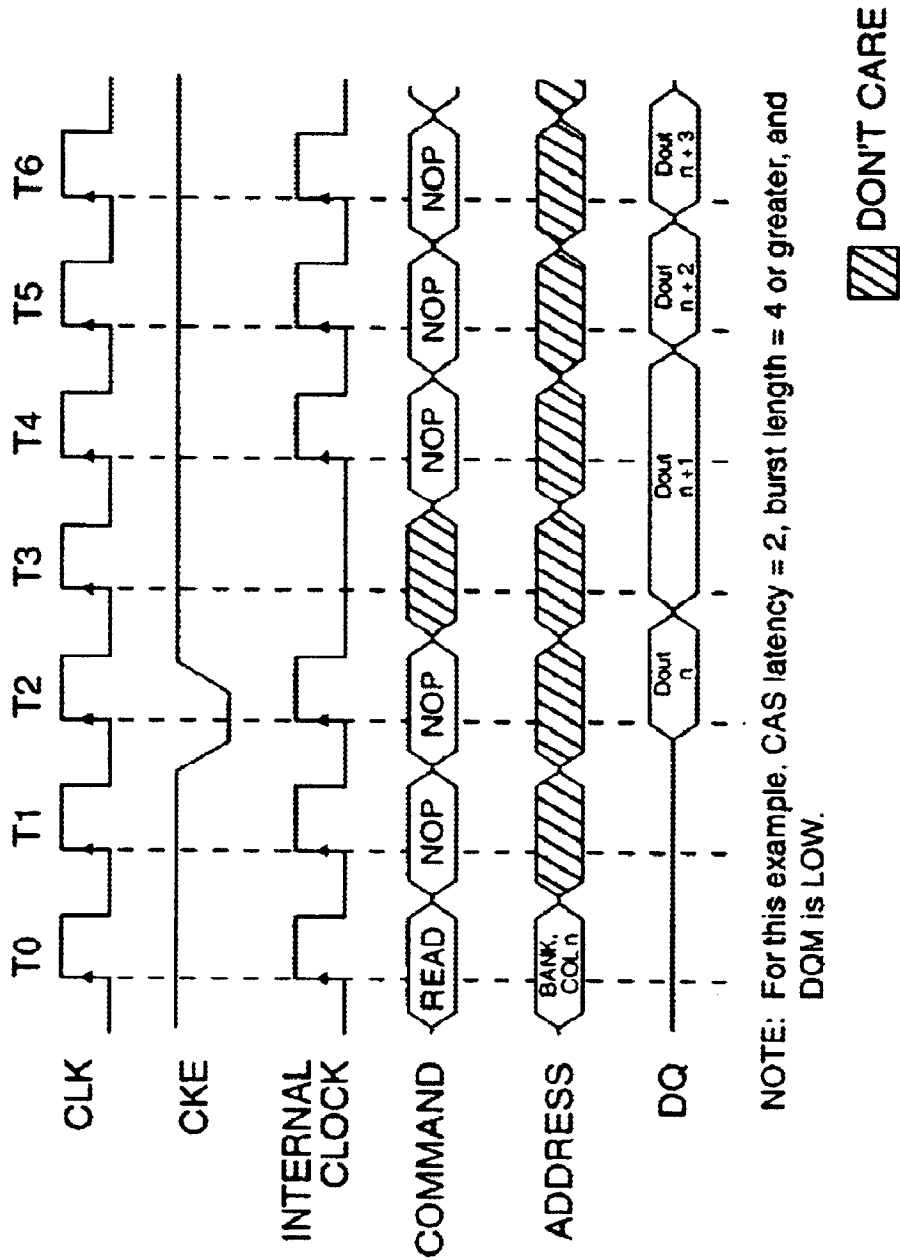 T0 T1 T2 T3 T4 T5 T6
CLK
CKE
INTERNAL
CLOCK
COMMAND READ NOP NOP NOP NOP NOP
ADDRESS BANK,
COL n
DQ Dout
n Dout
n+1 Dout
n+2 Dout
n+3
NOTE: For this example, CAS latency = 2, burst length = 4 or greater, and
DQM is LOW.
DON'T CARE